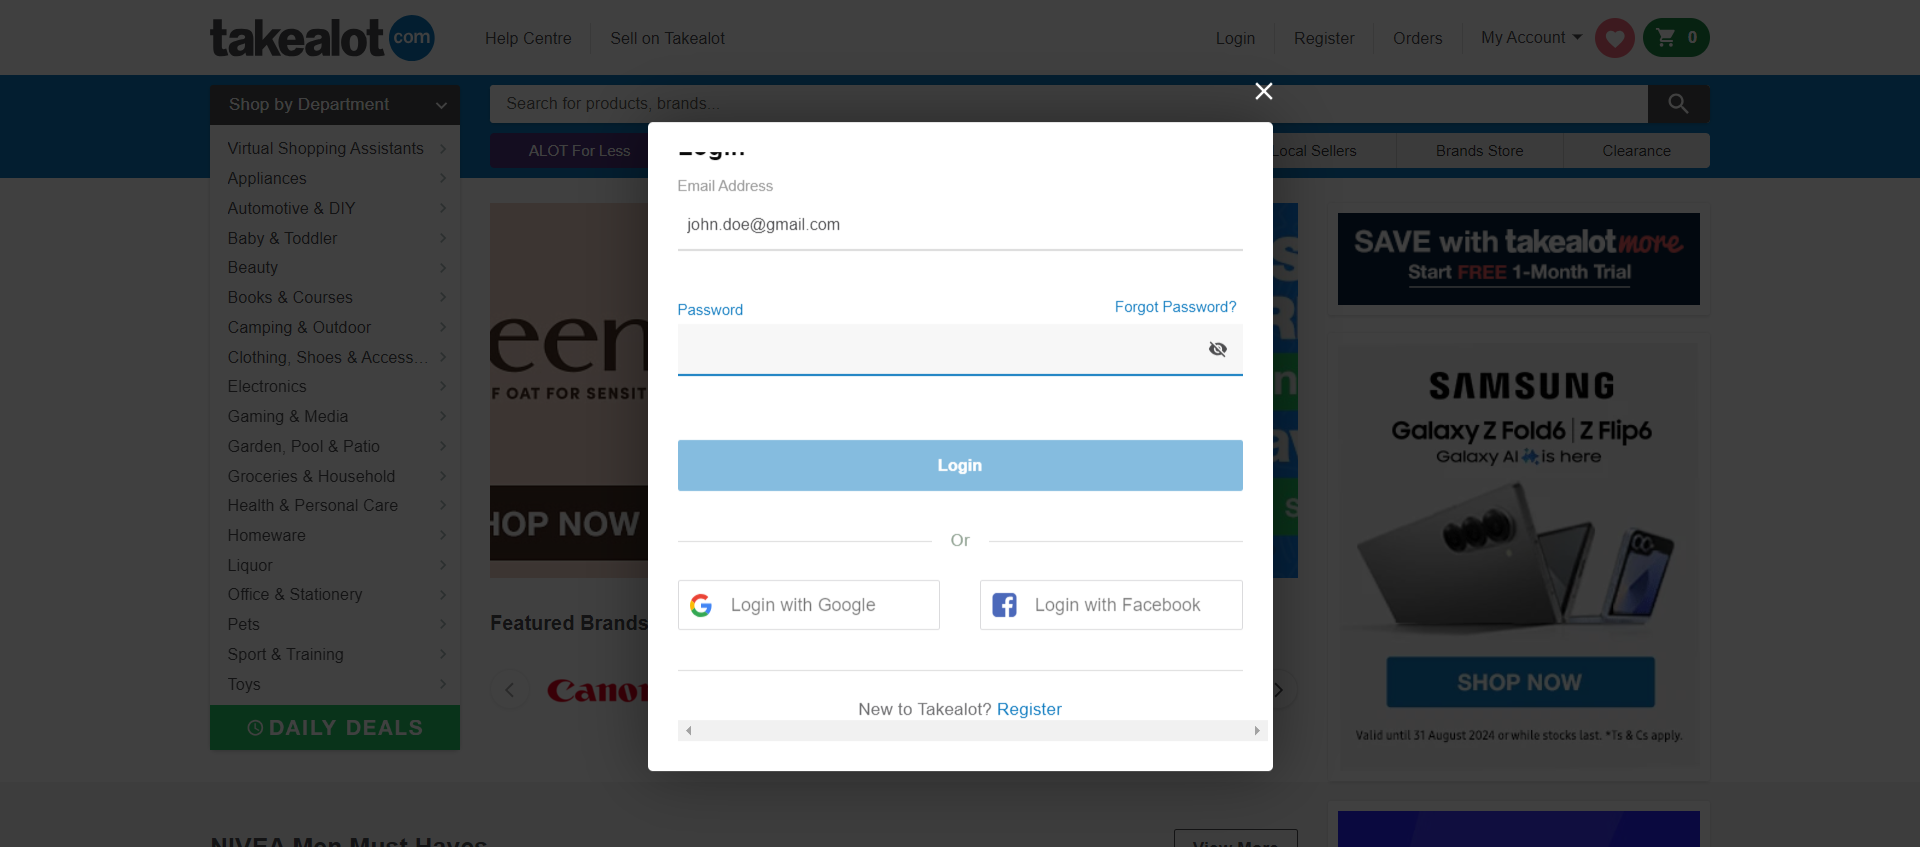 takealot com
Help Centre
Sell on Takealot
Login
Register
Orders
My Account
0
Shop by Department
Search for products, brands...
ALOT For Less
Local Sellers
Brands Store
Clearance
Virtual Shopping Assistants
Appliances
Automotive & DIY
Baby & Toddler
Beauty
Books & Courses
Camping & Outdoor
Clothing, Shoes & Access...
Electronics
Gaming & Media
Garden, Pool & Patio
Groceries & Household
Health & Personal Care
Homeware
Liquor
Office & Stationery
Pets
Sport & Training
Toys
DAILY DEALS
een
F OAT FOR SENSIT
HOP NOW
Featured Brands
Canon
Login
Email Address
john.doe@gmail.com
Password
Forgot Password?
Login
Or
Login with Google
Login with Facebook
New to Takealot? Register
SAVE with takealotmore
Start FREE 1-Month Trial
SAMSUNG
Galaxy Z Fold6 | Z Flip6
Galaxy AI is here
SHOP NOW
Valid until 31 August 2024 or while stocks last. *Ts & Cs apply.
NIVEA Men Must Haves
View More